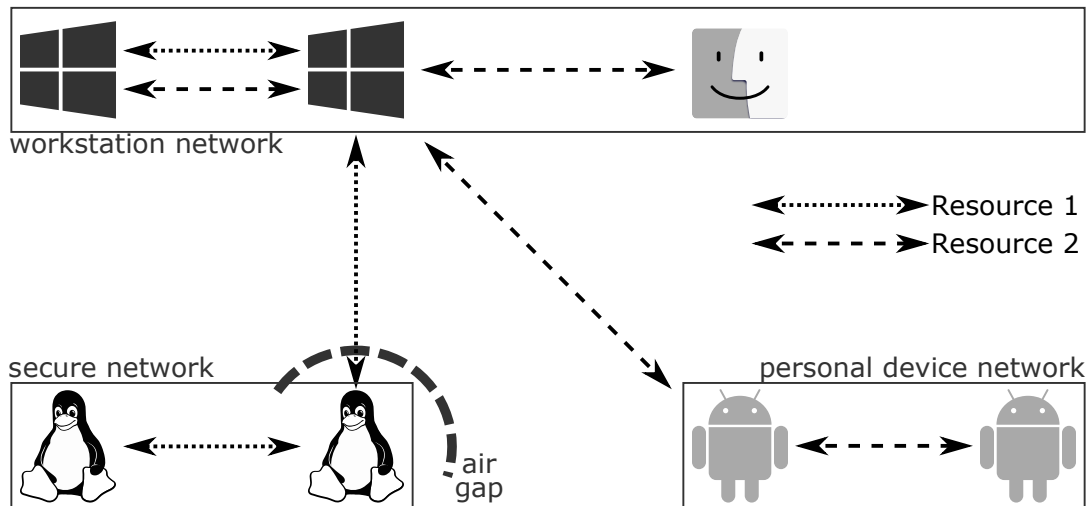 workstation network
Resource 1
Resource 2
secure network
personal device network
air
gap